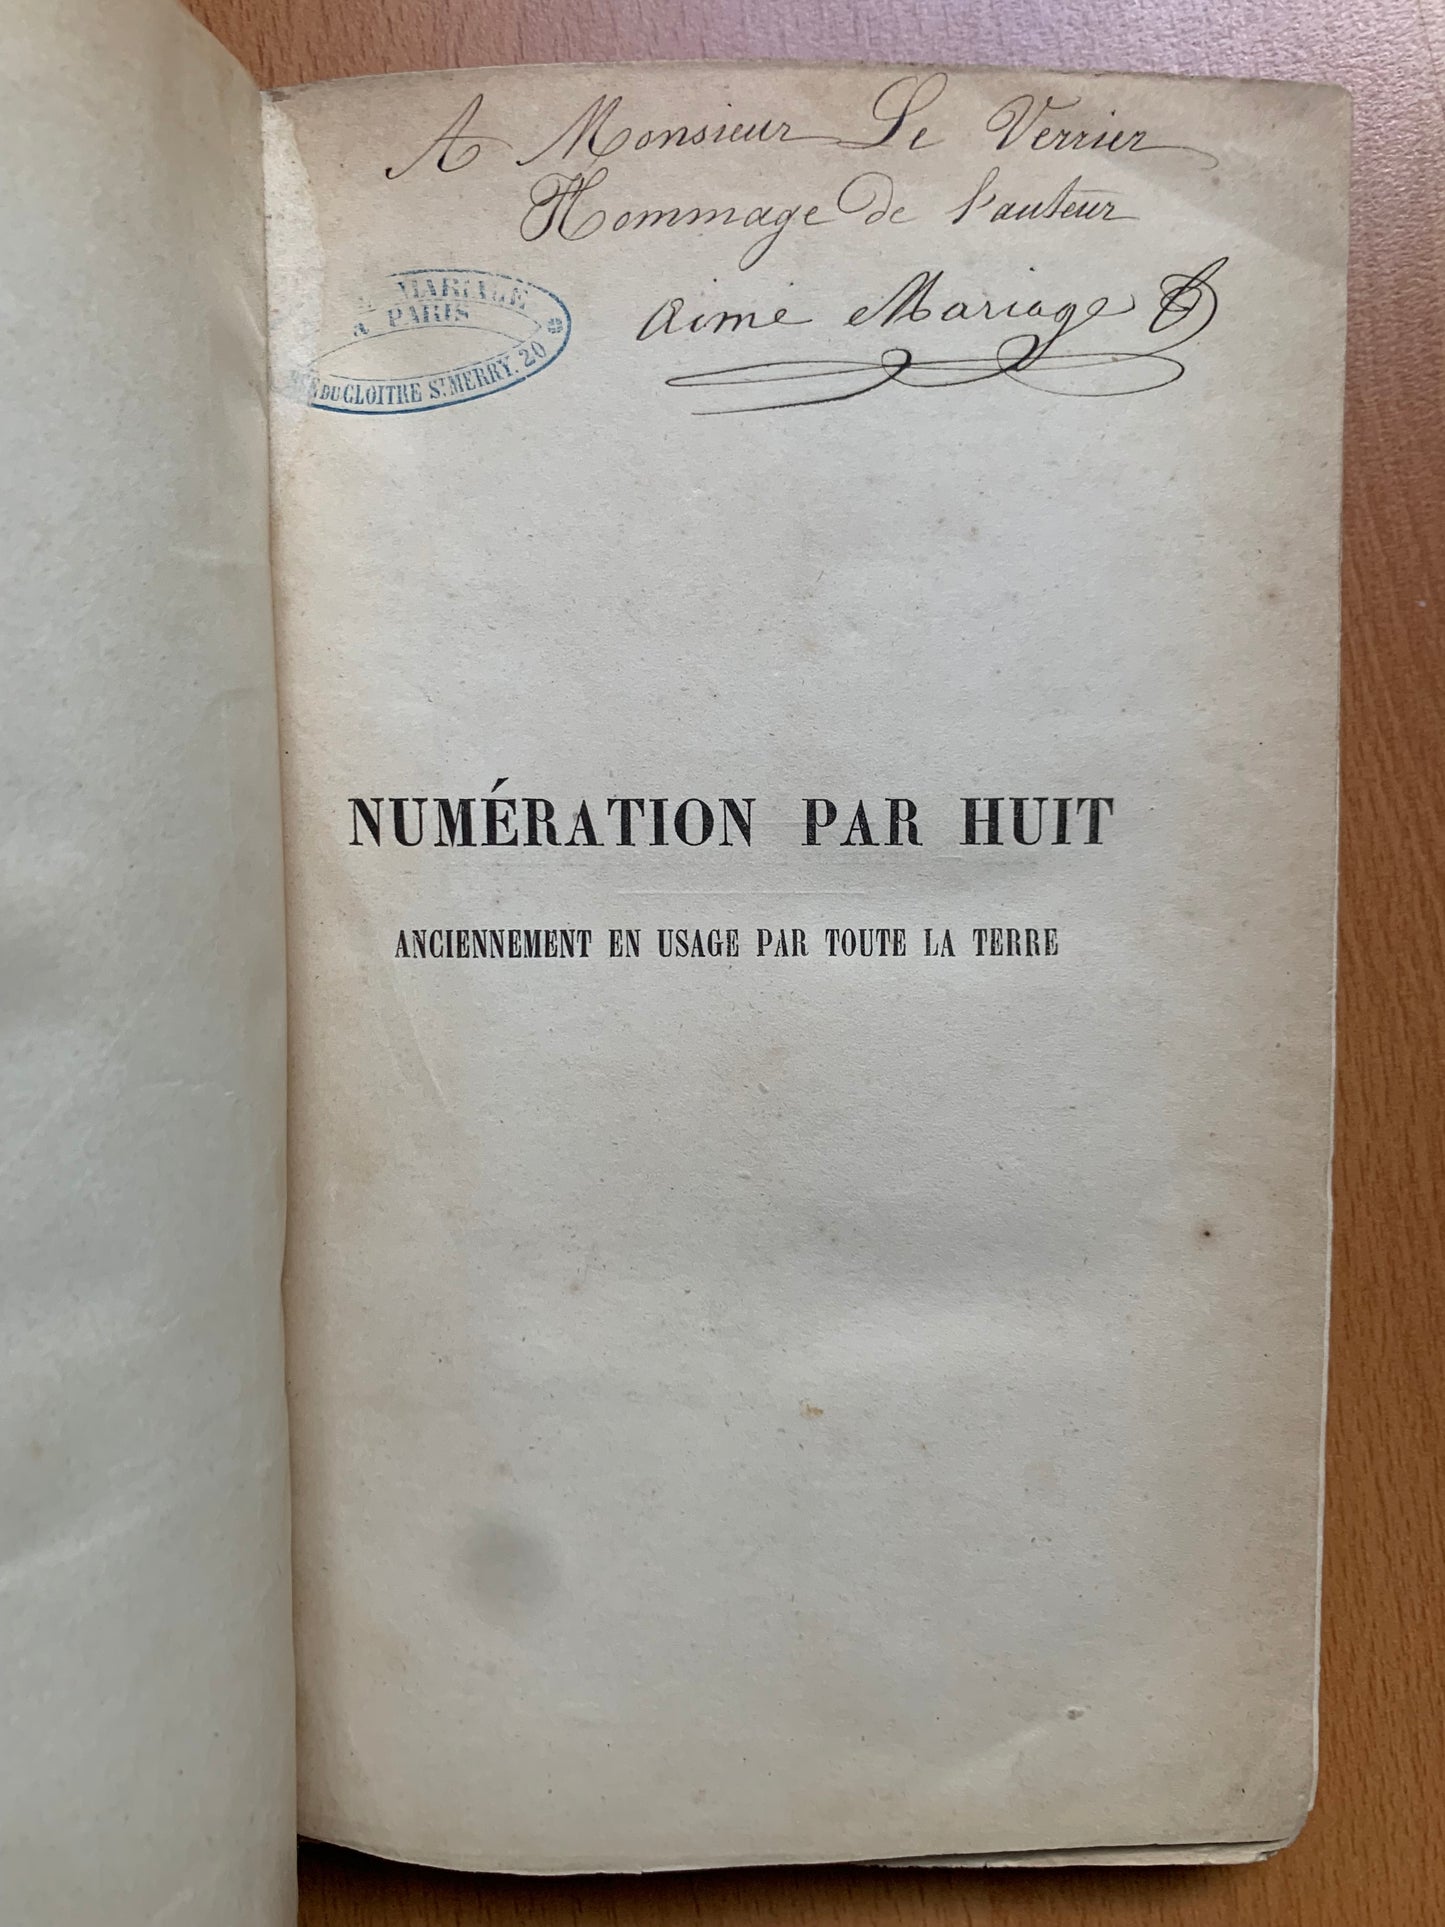 A Monsieur Le Verrier
Hommage de l'auteur
Aimé Mariage
MARIAGE
A PARIS
DU CLOITRE St. MERRY. 20
NUMÉRATION PAR HUIT
ANCIENNEMENT EN USAGE PAR TOUTE LA TERRE